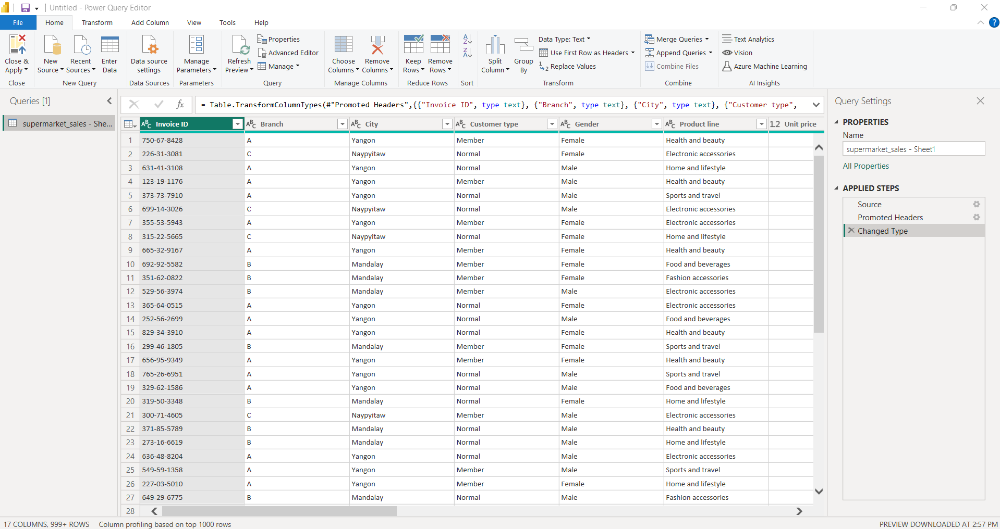 Untitled - Power Query Editor
File Home Transform Add Column View Tools Help
Close & Apply
Close
New Source
Recent Sources
Enter Data
New Query
Data source settings
Data Sources
Manage Parameters
Parameters
Refresh Preview
Properties
Advanced Editor
Manage
Query
Choose Columns
Remove Columns
Manage Columns
Keep Rows
Remove Rows
Reduce Rows
Sort
Split Column
Group By
Data Type: Text
Use First Row as Headers
Replace Values
Transform
Merge Queries
Append Queries
Combine Files
Combine
Text Analytics
Vision
Azure Machine Learning
AI Insights
Queries [1]
supermarket_sales - She...
fx
= Table.TransformColumnTypes(#"Promoted Headers",{{"Invoice ID", type text}, {"Branch", type text}, {"City", type text}, {"Customer type",
Invoice ID Branch City Customer type Gender Product line 1.2 Unit price
1 750-67-8428 A Yangon Member Female Health and beauty
2 226-31-3081 C Naypyitaw Normal Female Electronic accessories
3 631-41-3108 A Yangon Normal Male Home and lifestyle
4 123-19-1176 A Yangon Member Male Health and beauty
5 373-73-7910 A Yangon Normal Male Sports and travel
6 699-14-3026 C Naypyitaw Normal Male Electronic accessories
7 355-53-5943 A Yangon Member Female Electronic accessories
8 315-22-5665 C Naypyitaw Normal Female Home and lifestyle
9 665-32-9167 A Yangon Member Female Health and beauty
10 692-92-5582 B Mandalay Member Female Food and beverages
11 351-62-0822 B Mandalay Member Female Fashion accessories
12 529-56-3974 B Mandalay Member Male Electronic accessories
13 365-64-0515 A Yangon Normal Female Electronic accessories
14 252-56-2699 A Yangon Normal Male Food and beverages
15 829-34-3910 A Yangon Normal Female Health and beauty
16 299-46-1805 B Mandalay Member Female Sports and travel
17 656-95-9349 A Yangon Member Female Health and beauty
18 765-26-6951 A Yangon Normal Male Sports and travel
19 329-62-1586 A Yangon Normal Male Food and beverages
20 319-50-3348 B Mandalay Normal Female Home and lifestyle
21 300-71-4605 C Naypyitaw Member Male Electronic accessories
22 371-85-5789 B Mandalay Normal Male Health and beauty
23 273-16-6619 B Mandalay Normal Male Home and lifestyle
24 636-48-8204 A Yangon Normal Male Electronic accessories
25 549-59-1358 A Yangon Member Male Sports and travel
26 227-03-5010 A Yangon Member Female Home and lifestyle
27 649-29-6775 B Mandalay Normal Male Fashion accessories
28
Query Settings
PROPERTIES
Name
supermarket_sales - Sheet1
All Properties
APPLIED STEPS
Source
Promoted Headers
Changed Type
17 COLUMNS, 999+ ROWS Column profiling based on top 1000 rows
PREVIEW DOWNLOADED AT 2:57 PM